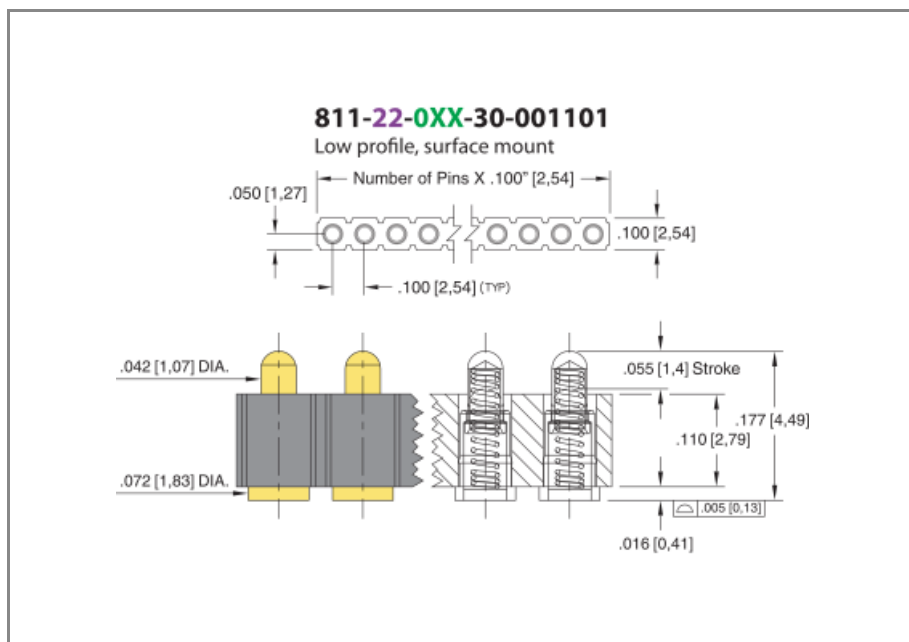 811-22-0XX-30-001101
Low profile, surface mount
Number of Pins X .100" [2,54]
.050 [1,27]
.100 [2,54]
.100 [2,54] (TYP)
.042 [1,07] DIA.
.055 [1,4] Stroke
.177 [4,49]
.110 [2,79]
.072 [1,83] DIA.
.005 [0,13]
.016 [0,41]